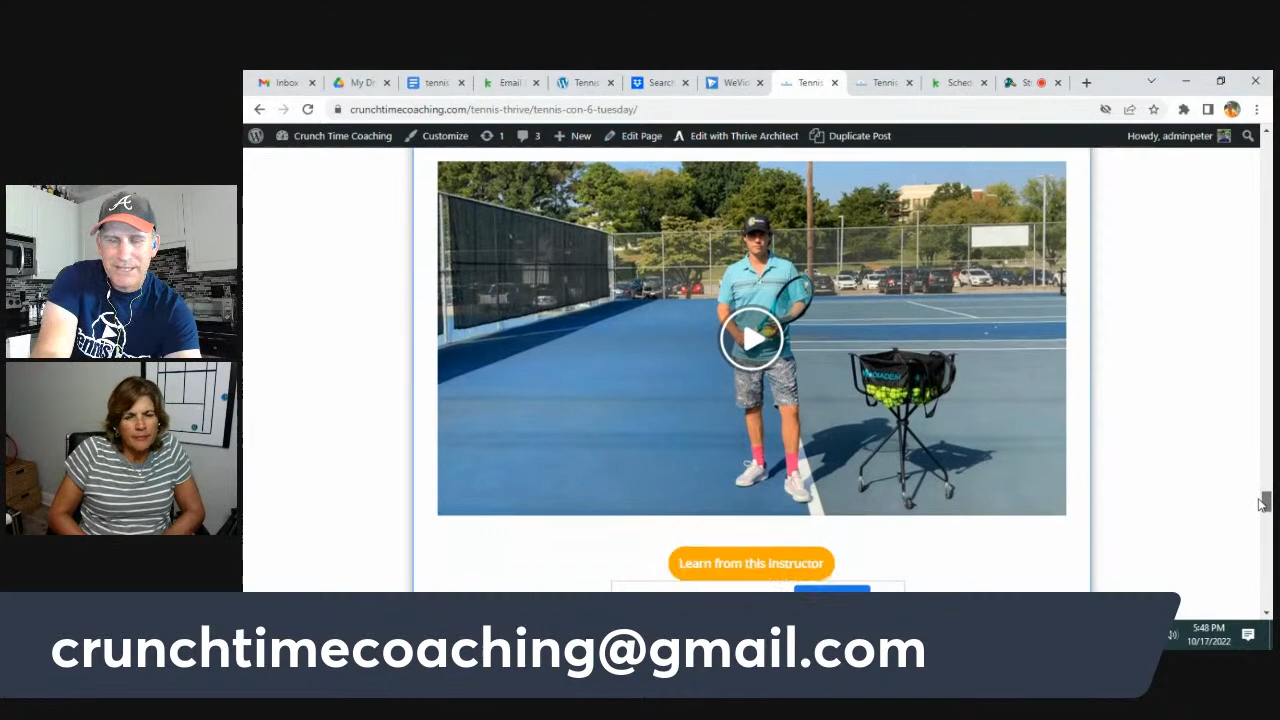 Inbox
My Dr
tennis
Email
Tennis
Search
WeVid
Tennis
Tennis
Sched
St
crunchtimecoaching.com/tennis-thrive/tennis-con-6-tuesday/
Crunch Time Coaching
Customize
1
3
New
Edit Page
Edit with Thrive Architect
Duplicate Post
Howdy, adminpeter
A
DIADEM
Learn from this instructor
5:48 PM
10/17/2022
crunchtimecoaching@gmail.com